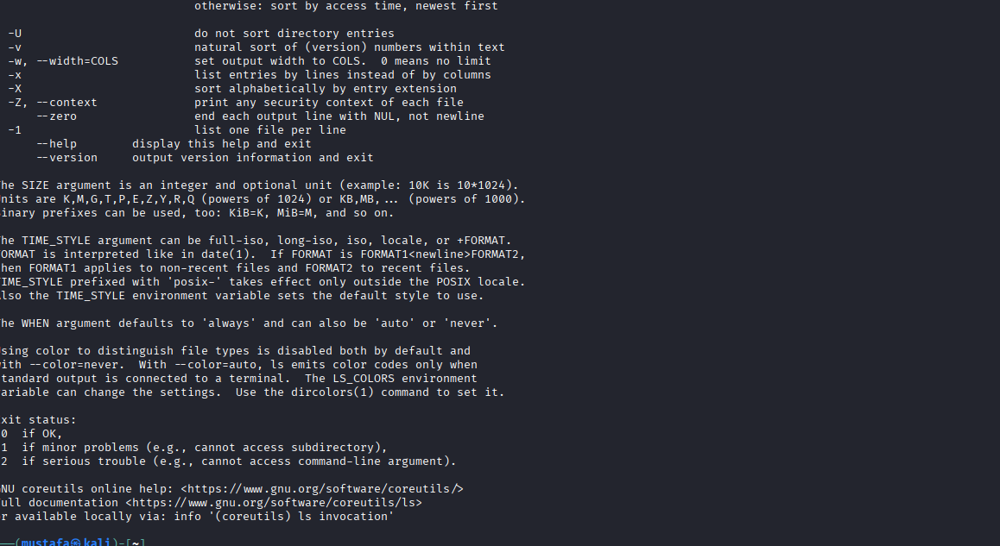 otherwise: sort by access time, newest first
-U do not sort directory entries
-v natural sort of (version) numbers within text
-w, --width=COLS set output width to COLS.  0 means no limit
-x list entries by lines instead of by columns
-X sort alphabetically by entry extension
-Z, --context print any security context of each file
--zero end each output line with NUL, not newline
-1 list one file per line
--help display this help and exit
--version output version information and exit
he SIZE argument is an integer and optional unit (example: 10K is 10*1024).
nits are K,M,G,T,P,E,Z,Y,R,Q (powers of 1024) or KB,MB,... (powers of 1000).
inary prefixes can be used, too: KiB=K, MiB=M, and so on.
he TIME_STYLE argument can be full-iso, long-iso, iso, locale, or +FORMAT.
ORMAT is interpreted like in date(1).  If FORMAT is FORMAT1<newline>FORMAT2,
hen FORMAT1 applies to non-recent files and FORMAT2 to recent files.
IME_STYLE prefixed with 'posix-' takes effect only outside the POSIX locale.
lso the TIME_STYLE environment variable sets the default style to use.
he WHEN argument defaults to 'always' and can also be 'auto' or 'never'.
sing color to distinguish file types is disabled both by default and
ith --color=never.  With --color=auto, ls emits color codes only when
tandard output is connected to a terminal.  The LS_COLORS environment
ariable can change the settings.  Use the dircolors(1) command to set it.
xit status:
0  if OK,
1  if minor problems (e.g., cannot access subdirectory),
2  if serious trouble (e.g., cannot access command-line argument).
NU coreutils online help: <https://www.gnu.org/software/coreutils/>
ull documentation <https://www.gnu.org/software/coreutils/ls>
r available locally via: info '(coreutils) ls invocation'
──(mustafa㉿kali)-[~]